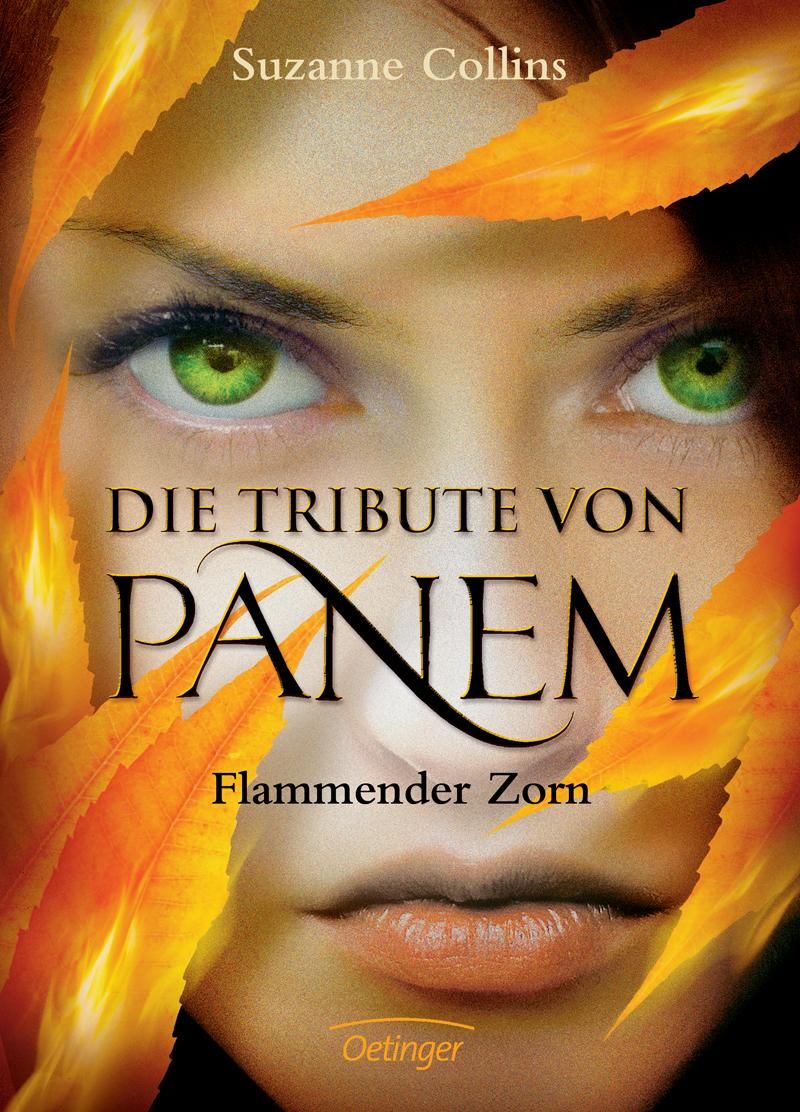 Suzanne Collins
DIE TRIBUTE VON
PANEM
Flammender Zorn
Oetinger